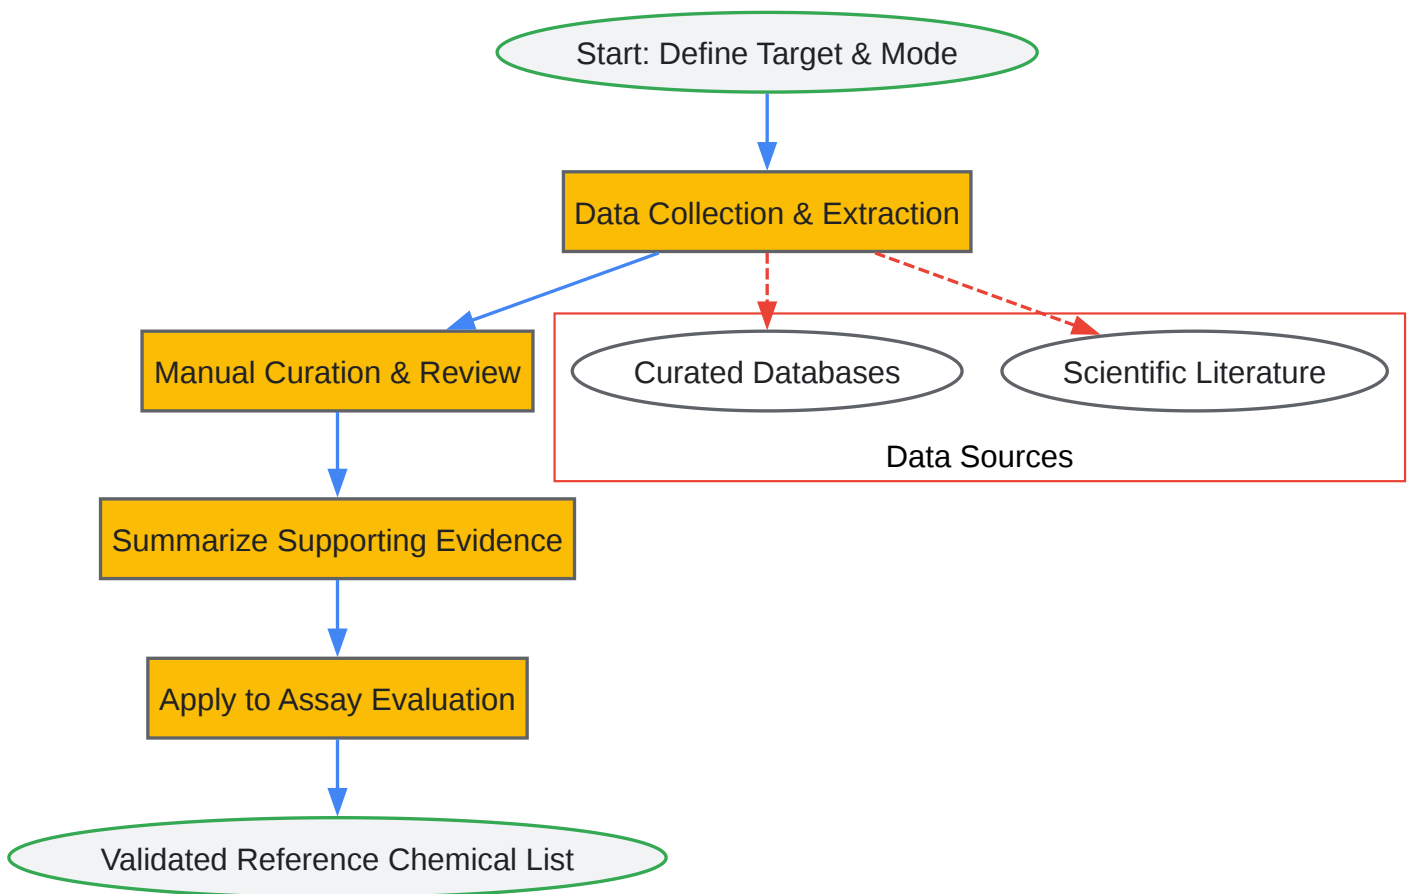 Start: Define Target & Mode
Data Collection & Extraction
Manual Curation & Review
Curated Databases
Scientific Literature
Data Sources
Summarize Supporting Evidence
Apply to Assay Evaluation
Validated Reference Chemical List